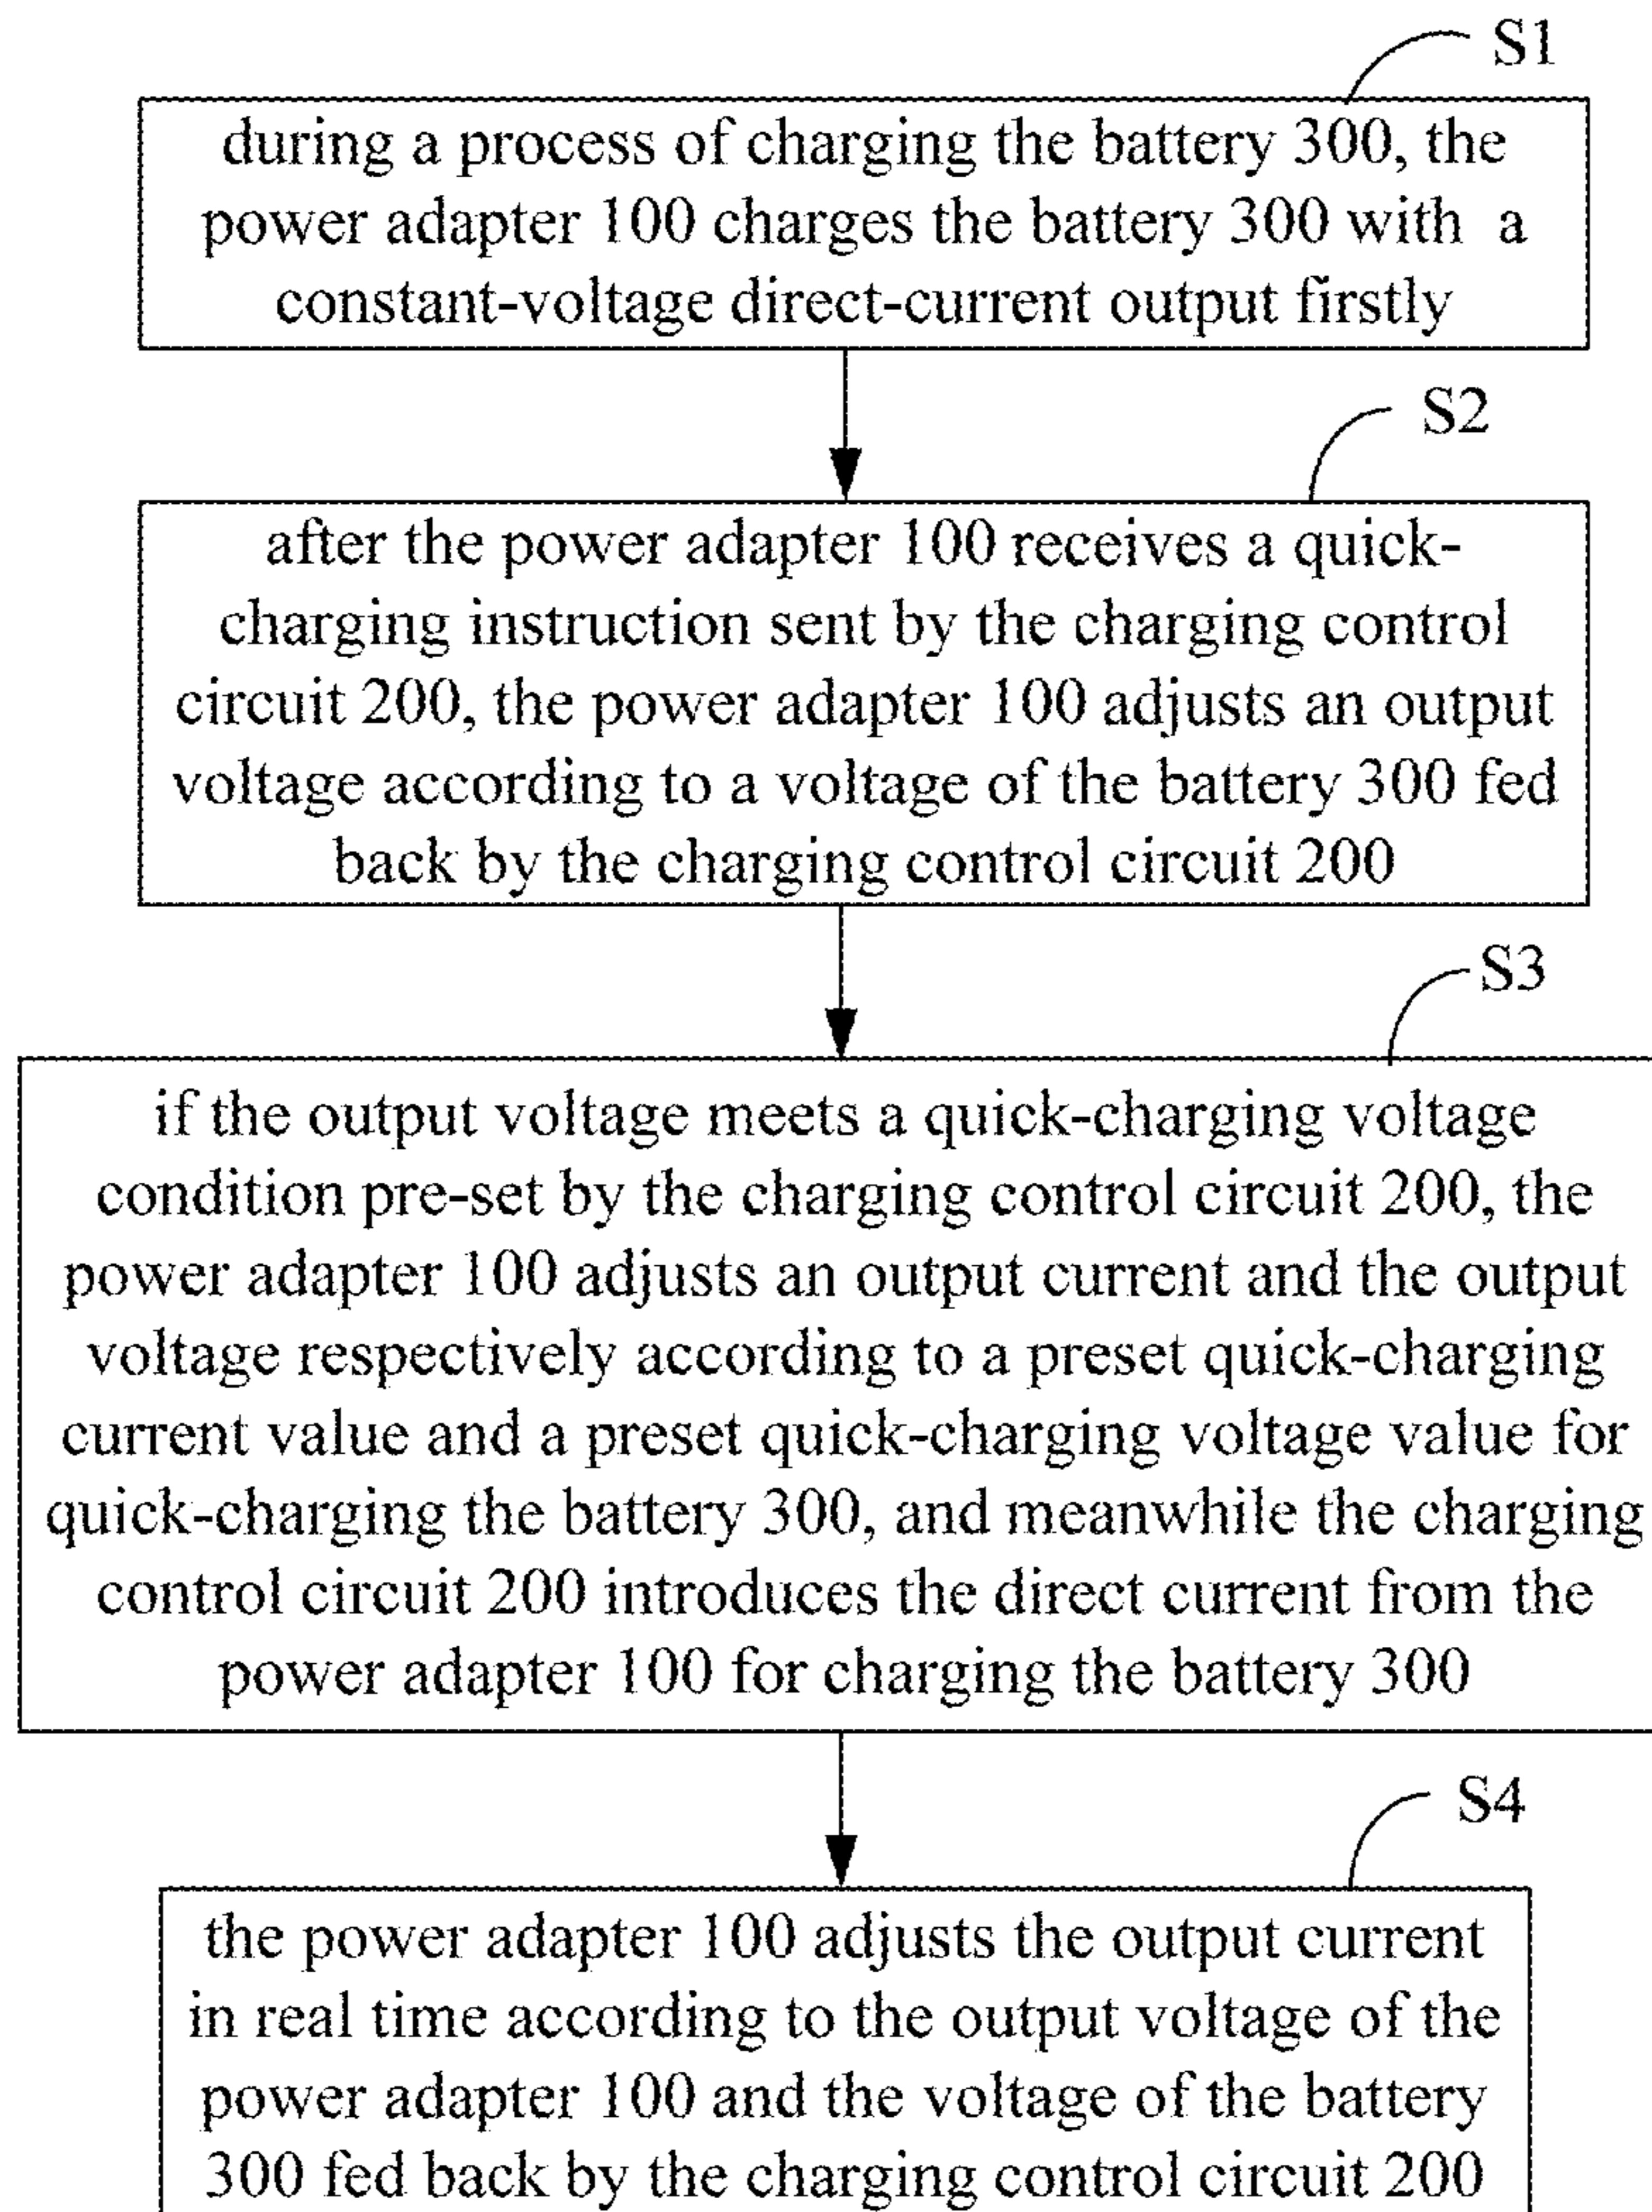 S1
during a process of charging the battery 300, the
power adapter 100 charges the battery 300 with a
constant-voltage direct-current output firstly
S2
after the power adapter 100 receives a quick-
charging instruction sent by the charging control
circuit 200, the power adapter 100 adjusts an output
voltage according to a voltage of the battery 300 fed
back by the charging control circuit 200
S3
if the output voltage meets a quick-charging voltage
condition pre-set by the charging control circuit 200, the
power adapter 100 adjusts an output current and the output
voltage respectively according to a preset quick-charging
current value and a preset quick-charging voltage value for
quick-charging the battery 300, and meanwhile the charging
control circuit 200 introduces the direct current from the
power adapter 100 for charging the battery 300
S4
the power adapter 100 adjusts the output current
in real time according to the output voltage of the
power adapter 100 and the voltage of the battery
300 fed back by the charging control circuit 200